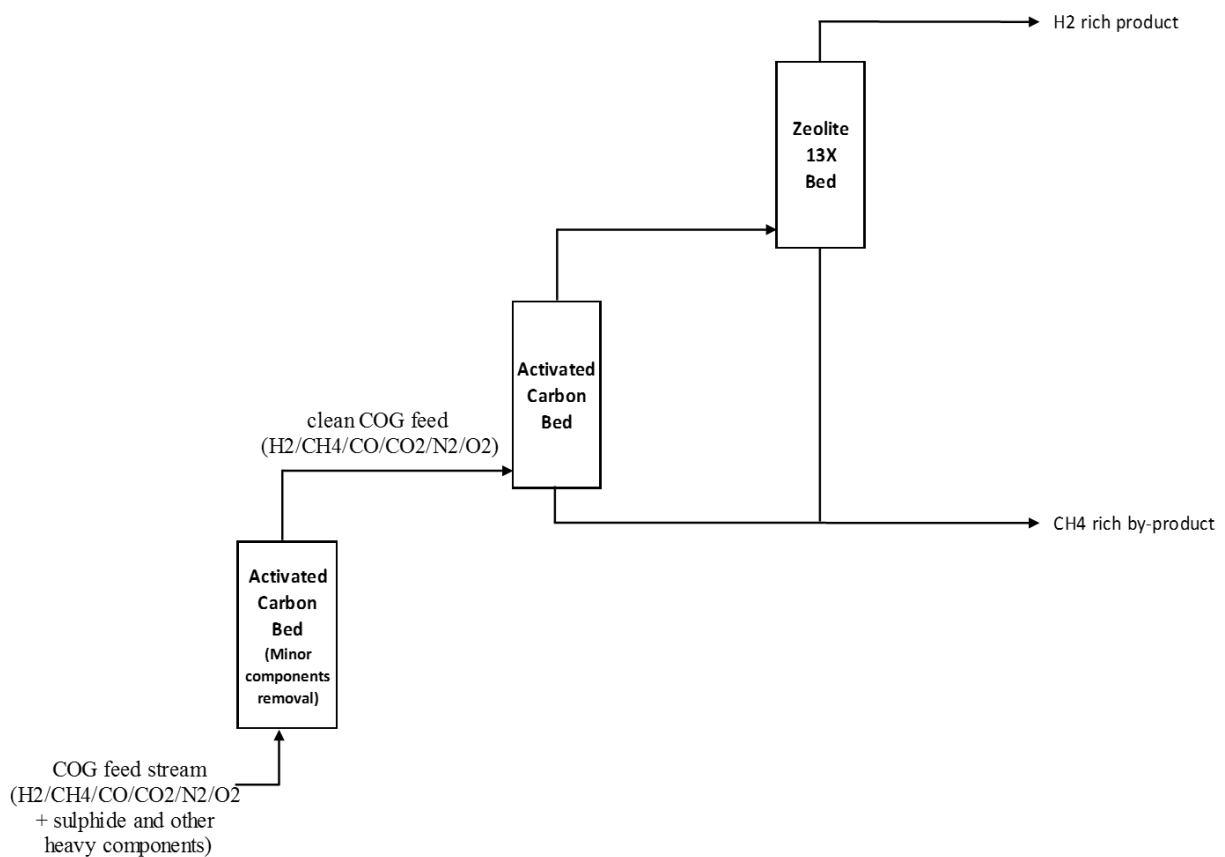 H2 rich product
Zeolite
13X
Bed
Activated
Carbon
Bed
clean COG feed
(H2/CH4/CO/CO2/N2/O2)
CH4 rich by-product
Activated
Carbon
Bed
(Minor
components
removal)
COG feed stream
(H2/CH4/CO/CO2/N2/O2
+ sulphide and other
heavy components)